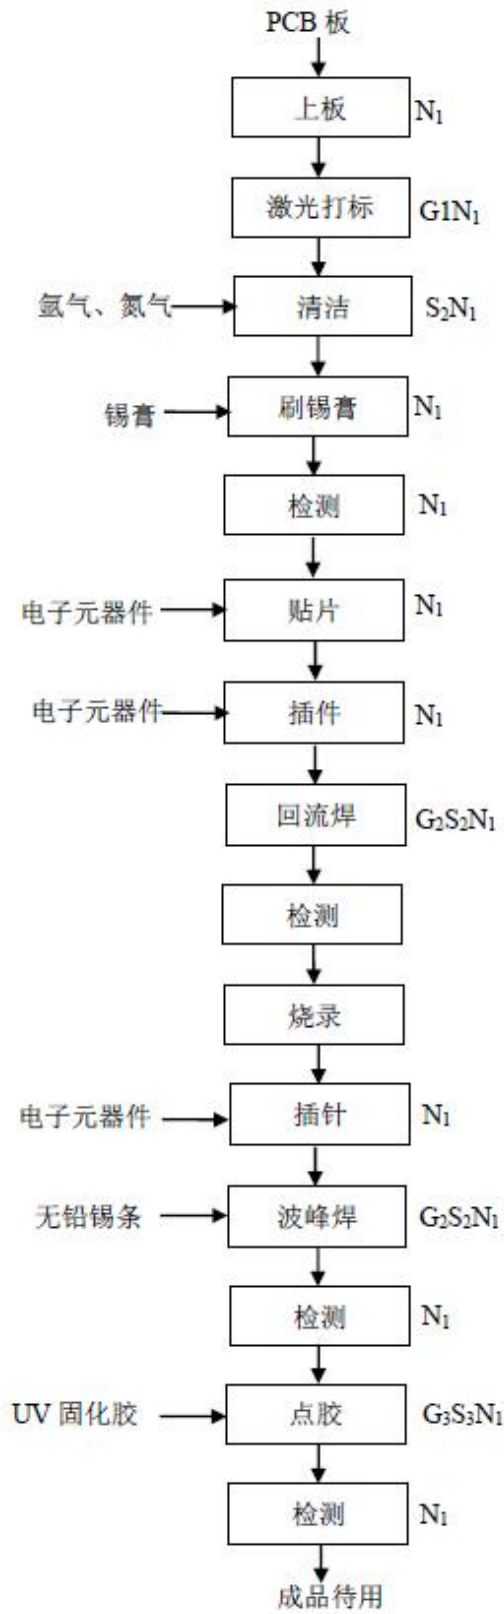 PCB 板
上板 N₁
激光打标 G1N₁
氩气、氮气 清洁 S₂N₁
锡膏 刷锡膏 N₁
检测 N₁
电子元器件 贴片 N₁
电子元器件 插件 N₁
回流焊 G₂S₂N₁
检测
烧录
电子元器件 插针 N₁
无铅锡条 波峰焊 G₂S₂N₁
检测 N₁
UV 固化胶 点胶 G₃S₃N₁
检测 N₁
成品待用